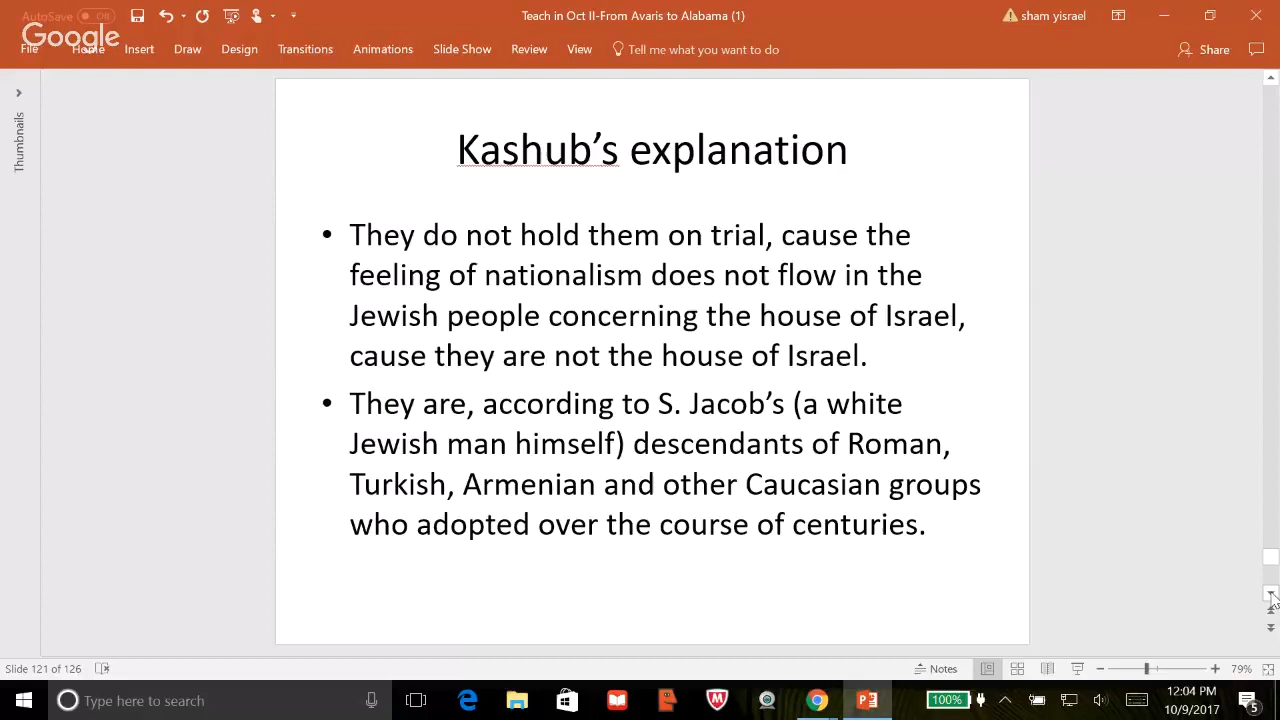 AutoSave Off
Teach in Oct II-From Avaris to Alabama (1)
sham yisrael
Google
File Home Insert Draw Design Transitions Animations Slide Show Review View Tell me what you want to do
Share
Thumbnails
Kashub’s explanation
• They do not hold them on trial, cause the
feeling of nationalism does not flow in the
Jewish people concerning the house of Israel,
cause they are not the house of Israel.
• They are, according to S. Jacob’s (a white
Jewish man himself) descendants of Roman,
Turkish, Armenian and other Caucasian groups
who adopted over the course of centuries.
Slide 121 of 126
Notes
79%
Type here to search
100%
12:04 PM
10/9/2017
5